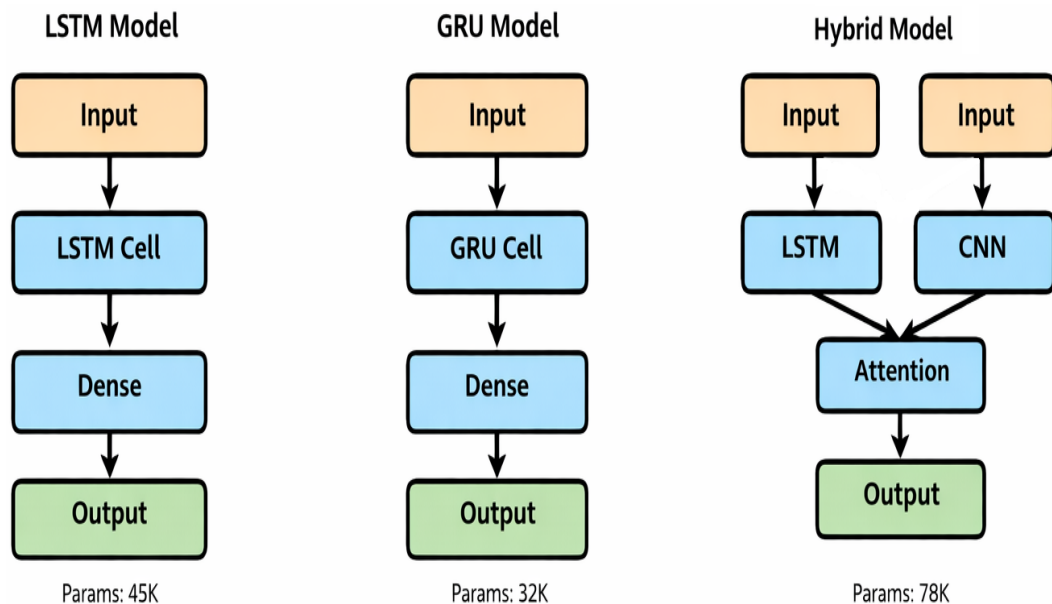 LSTM Model
Input
LSTM Cell
Dense
Output
Params: 45K
GRU Model
Input
GRU Cell
Dense
Output
Params: 32K
Hybrid Model
Input
Input
LSTM
CNN
Attention
Output
Params: 78K